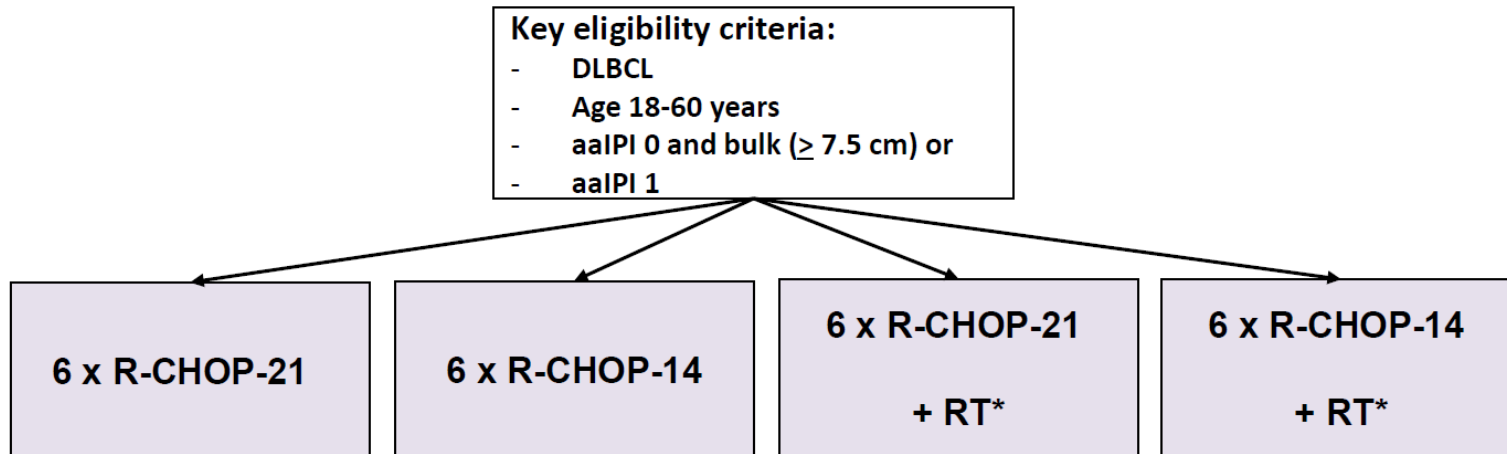 Key eligibility criteria:
- DLBCL
- Age 18-60 years
- aaIPI 0 and bulk (≥ 7.5 cm) or
- aaIPI 1
6 x R-CHOP-21
6 x R-CHOP-14
6 x R-CHOP-21
+ RT*
6 x R-CHOP-14
+ RT*